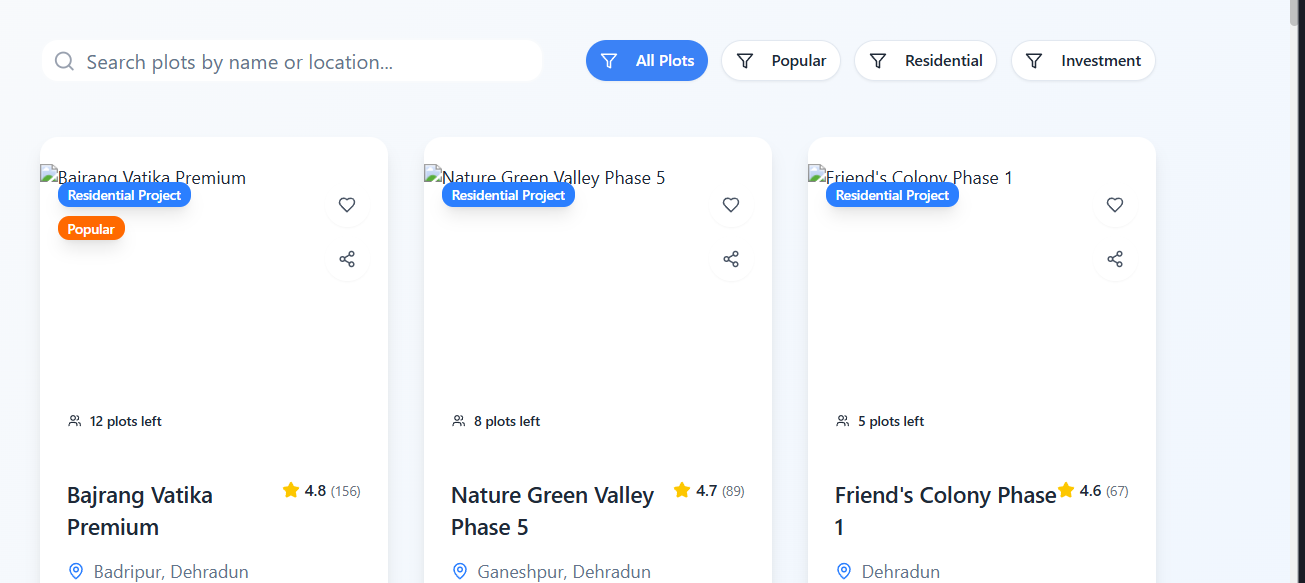 Search plots by name or location...
All Plots
Popular
Residential
Investment
Bajrang Vatika Premium
Residential Project
Popular
12 plots left
Bajrang Vatika
Premium
4.8 (156)
Badripur, Dehradun
Nature Green Valley Phase 5
Residential Project
8 plots left
Nature Green Valley
Phase 5
4.7 (89)
Ganeshpur, Dehradun
Friend's Colony Phase 1
Residential Project
5 plots left
Friend's Colony Phase
1
4.6 (67)
Dehradun